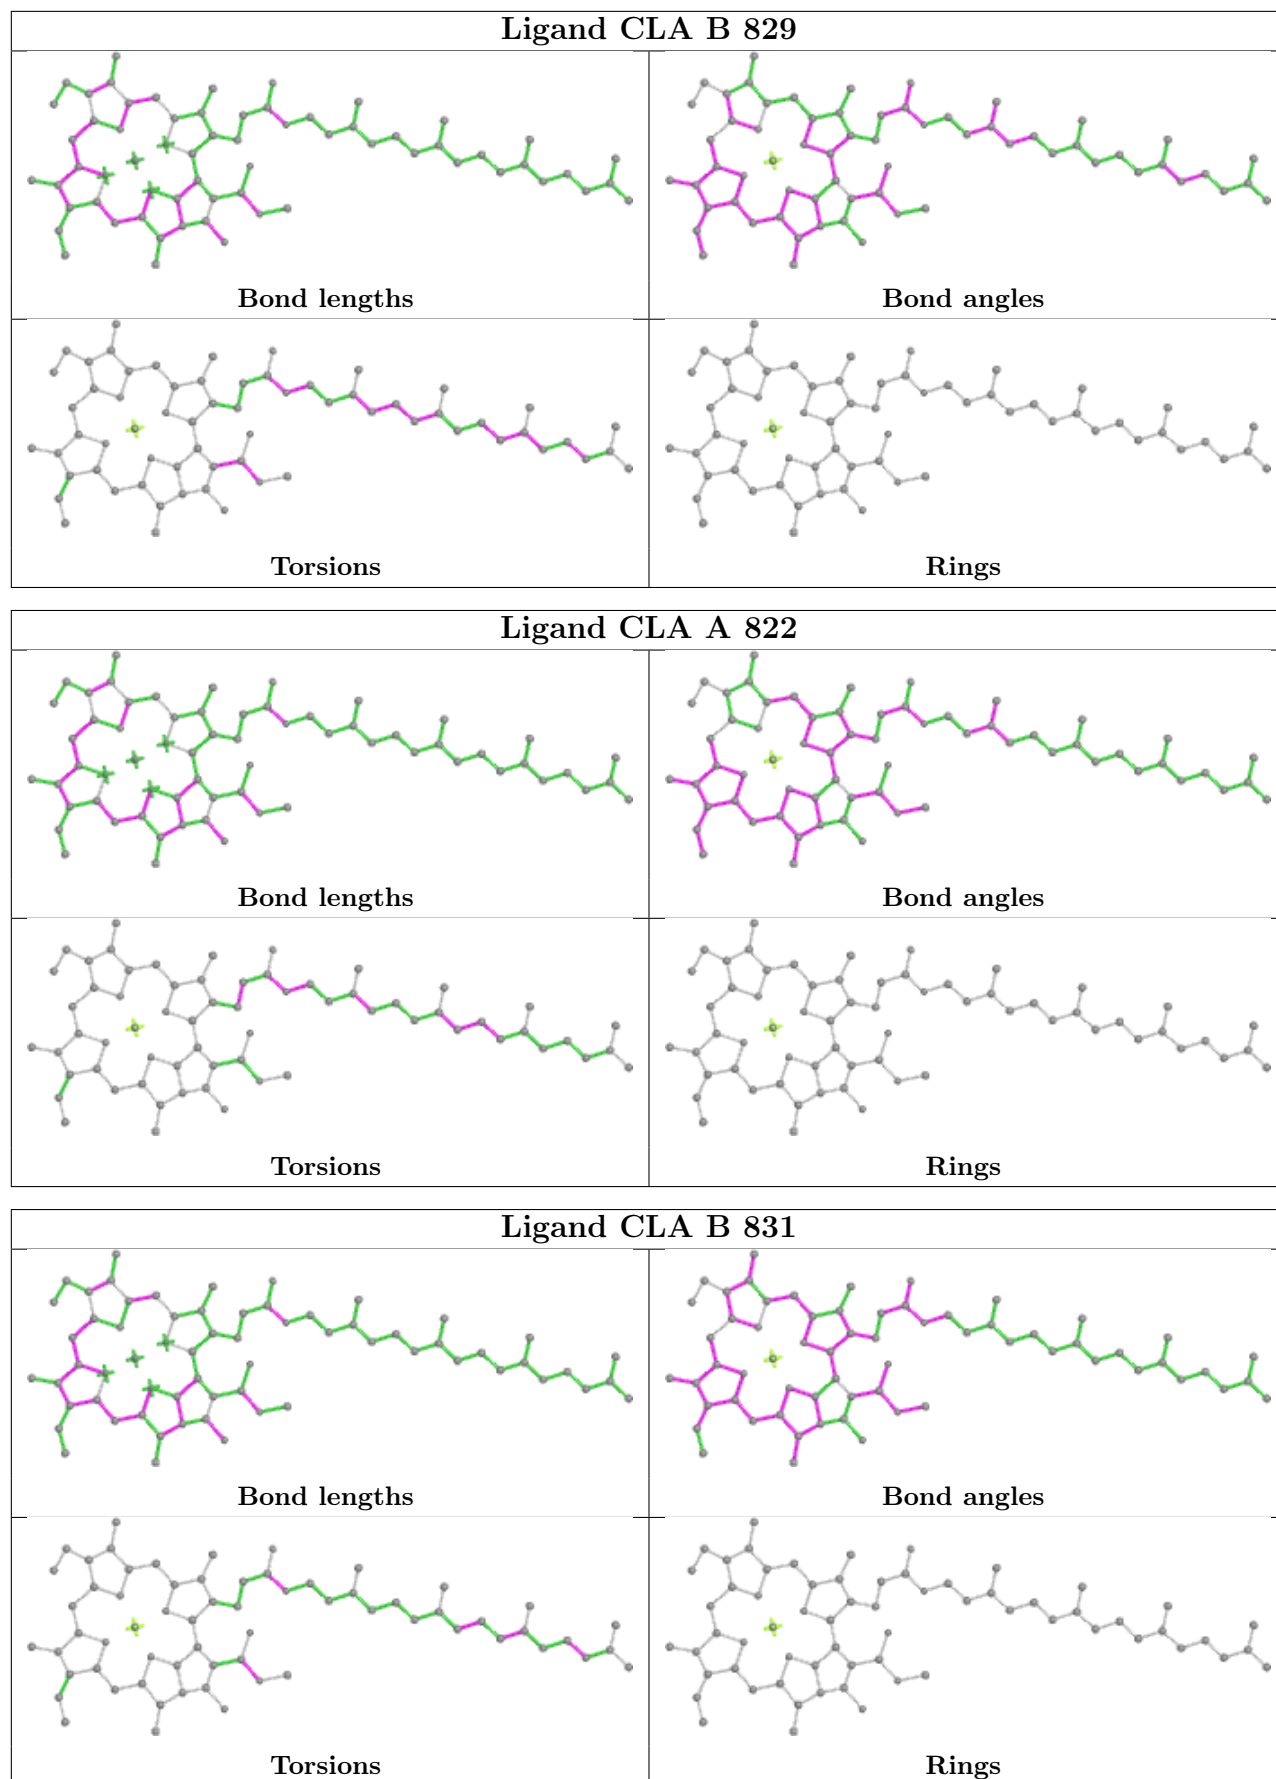 Ligand CLA B 829
Bond lengths
Bond angles
Torsions
Rings
Ligand CLA A 822
Bond lengths
Bond angles
Torsions
Rings
Ligand CLA B 831
Bond lengths
Bond angles
Torsions
Rings